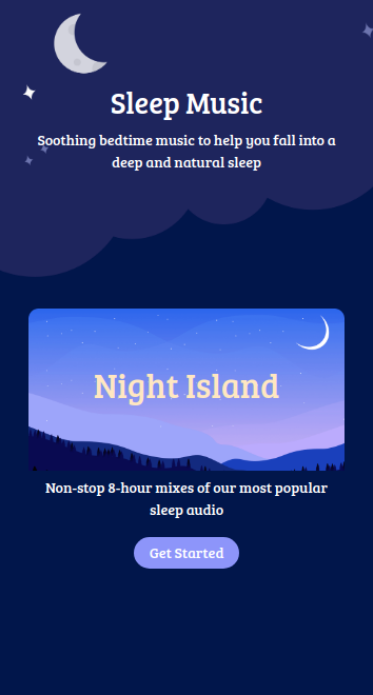 Sleep Music
Soothing bedtime music to help you fall into a
deep and natural sleep
Night Island
Non-stop 8-hour mixes of our most popular
sleep audio
Get Started